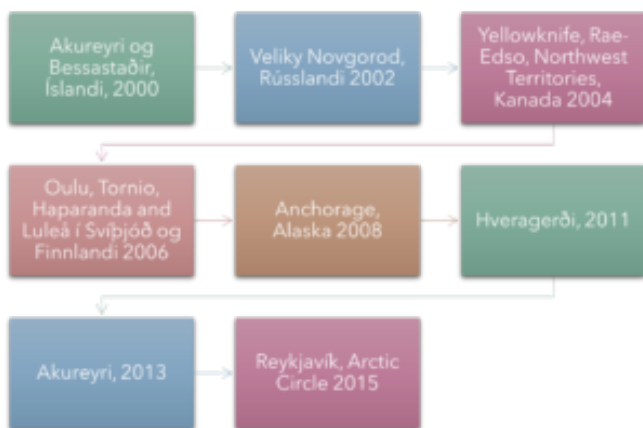 Akureyri og
Bessastaðir,
Íslandi, 2000
Veliky Novgorod,
Rússlandi 2002
Yellowknife, Rae-
Edso, Northwest
Territories,
Kanada 2004
Oulu, Tornio,
Haparanda and
Luleå í Svíþjóð og
Finnlandi 2006
Anchorage,
Alaska 2008
Hveragerði, 2011
Akureyri, 2013
Reykjavík, Arctic
Circle 2015